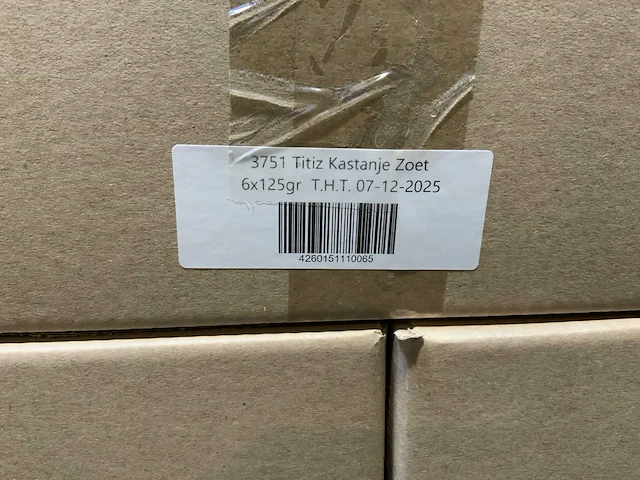 3751 Titiz Kastanje Zoet
6x125gr T.H.T. 07-12-2025
4260151110065